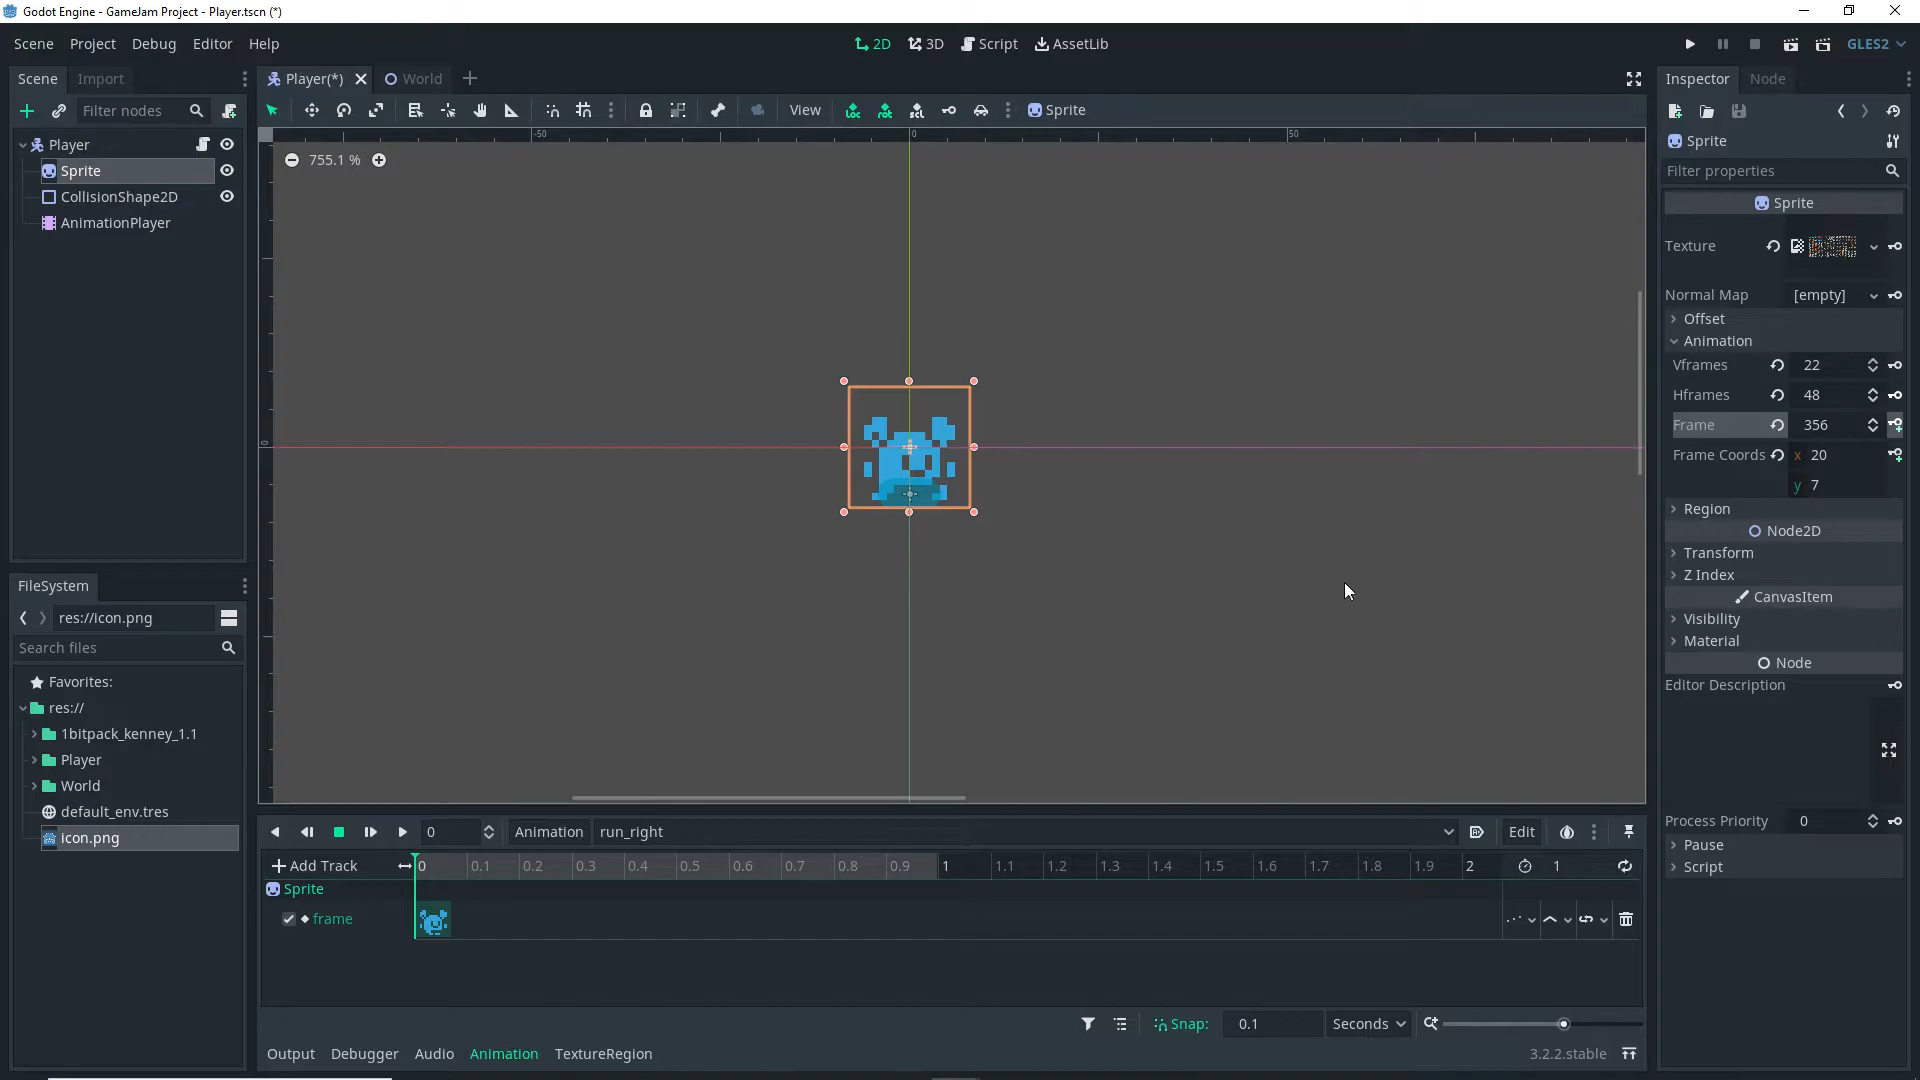 Godot Engine - GameJam Project - Player.tscn (*)
Scene Project Debug Editor Help
2D 3D Script AssetLib
GLES2
Scene Import
Player(*) World
Inspector Node
Filter nodes
View
Sprite
Player
Sprite
CollisionShape2D
AnimationPlayer
-50 0 50
755.1 %
0
Sprite
Filter properties
Sprite
Texture
Normal Map [empty]
Offset
Animation
Vframes 22
Hframes 48
Frame 356
Frame Coords x 20
y 7
Region
Node2D
Transform
Z Index
CanvasItem
Visibility
Material
Node
Editor Description
Process Priority 0
Pause
Script
FileSystem
res://icon.png
Search files
Favorites:
res://
1bitpack_kenney_1.1
Player
World
default_env.tres
icon.png
0 Animation run_right Edit
Add Track 0 0.1 0.2 0.3 0.4 0.5 0.6 0.7 0.8 0.9 1 1.1 1.2 1.3 1.4 1.5 1.6 1.7 1.8 1.9 2 1
Sprite
frame
Snap: 0.1 Seconds
Output Debugger Audio Animation TextureRegion 3.2.2.stable